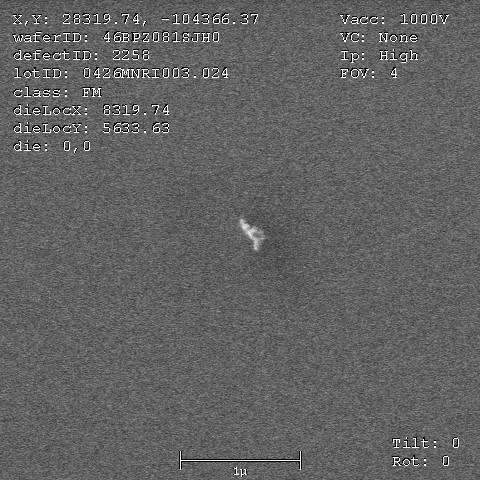 X,Y: 28319.74, -104366.37
waferID: 46BPZ081SJH0
defectID: 2258
lotID: 0426MNRI003.024
class: FM
dieLocX: 8319.74
dieLocY: 5633.63
die: 0,0
Vacc: 1000V
VC: None
Ip: High
FOV: 4
Tilt: 0
Rot: 0
1μ